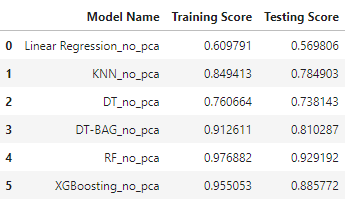 Model Name Training Score Testing Score
0 Linear Regression_no_pca 0.609791 0.569806
1 KNN_no_pca 0.849413 0.784903
2 DT_no_pca 0.760664 0.738143
3 DT-BAG_no_pca 0.912611 0.810287
4 RF_no_pca 0.976882 0.929192
5 XGBoosting_no_pca 0.955053 0.885772